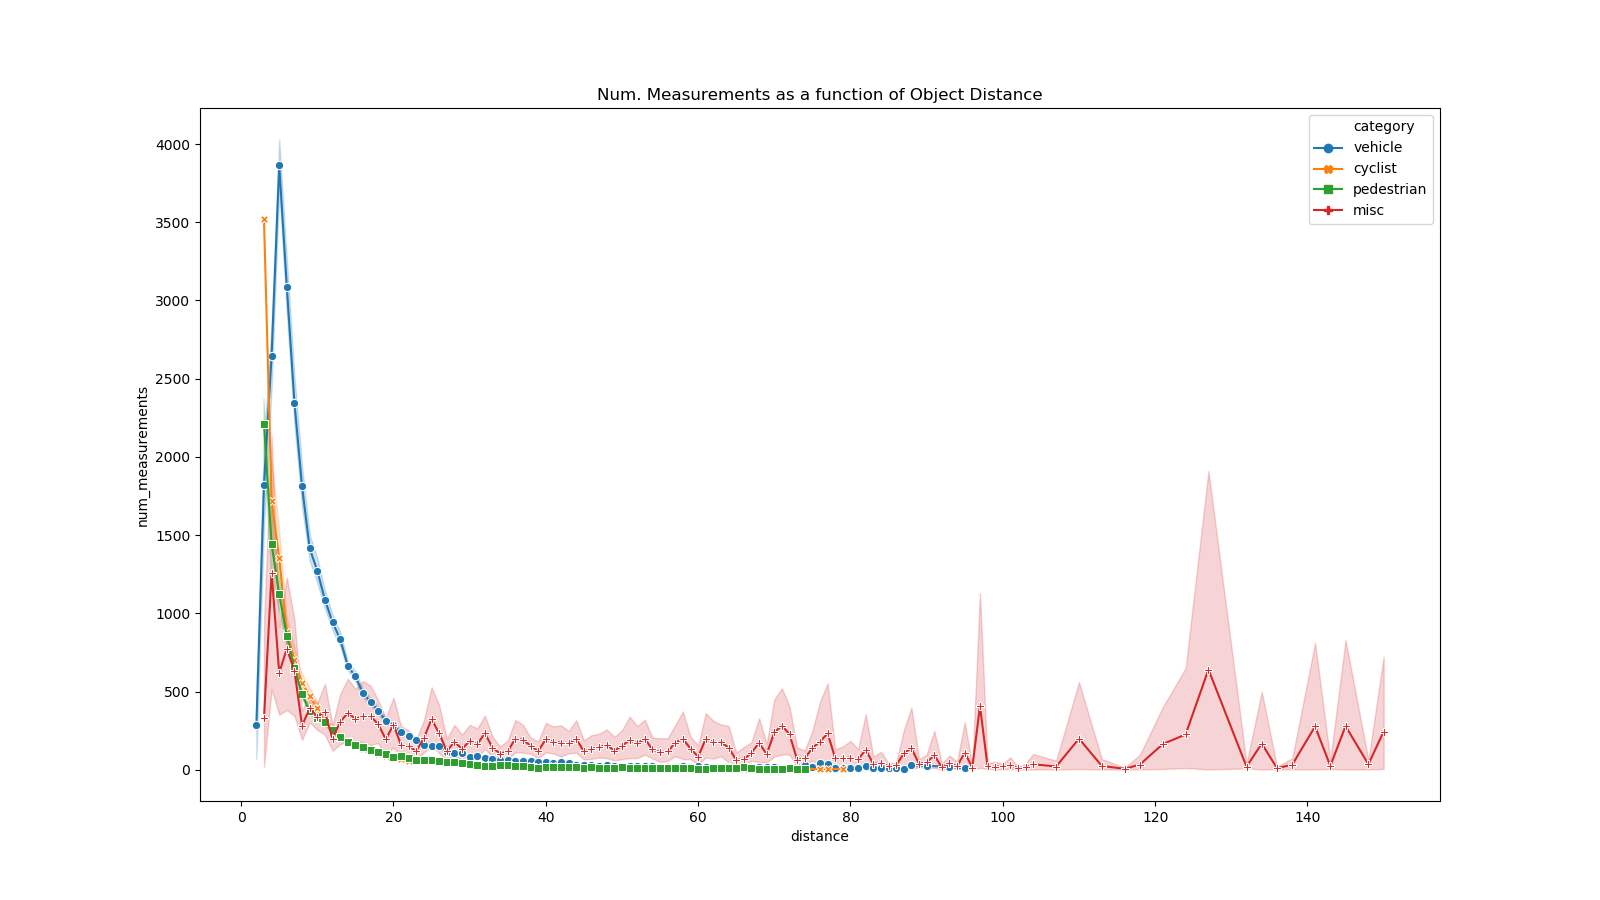 Num. Measurements as a function of Object Distance
category
vehicle
cyclist
pedestrian
misc
4000
3500
3000
2500
2000
1500
1000
500
0
num_measurements
0 20 40 60 80 100 120 140
distance